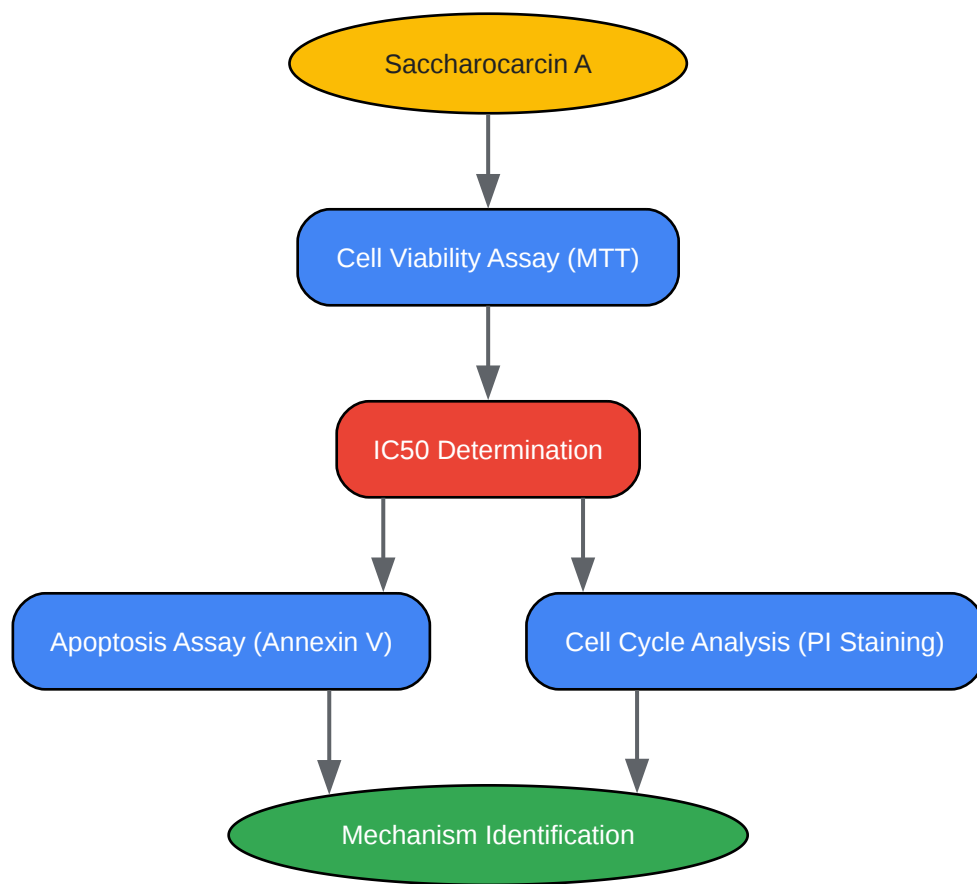 Saccharocarcin A
Cell Viability Assay (MTT)
IC50 Determination
Apoptosis Assay (Annexin V)
Cell Cycle Analysis (PI Staining)
Mechanism Identification